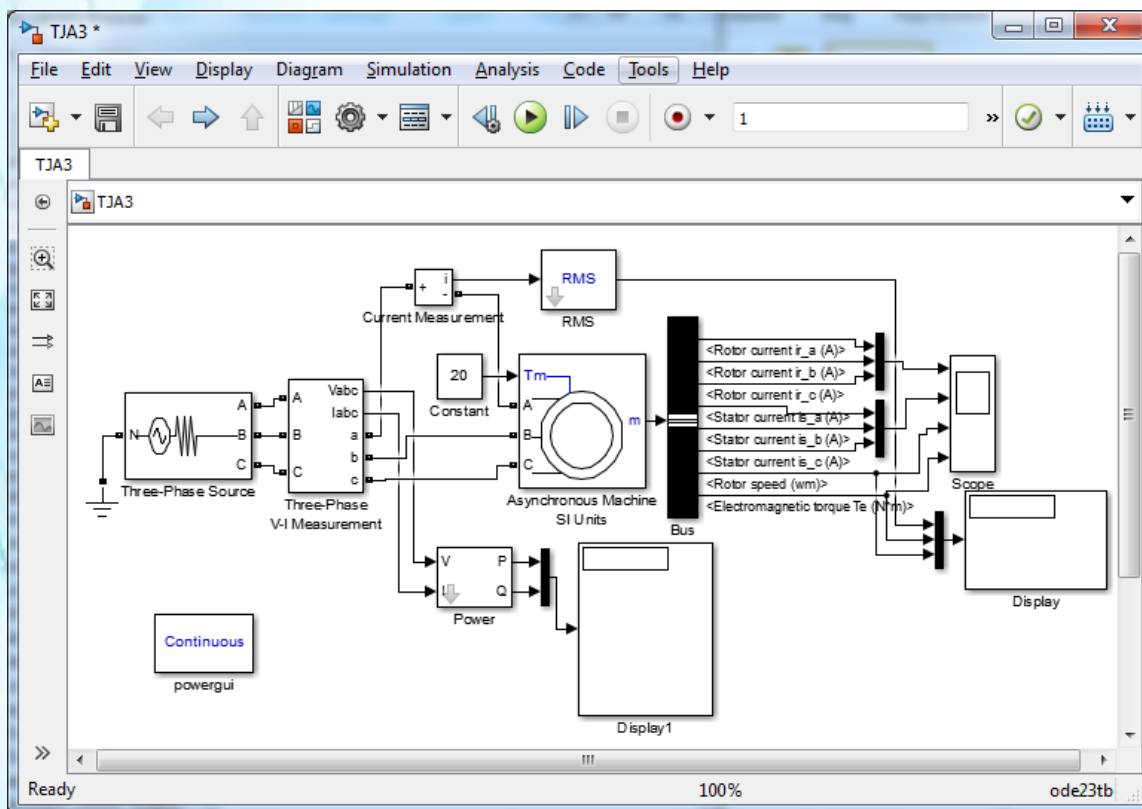 TJA3 *
File Edit View Display Diagram Simulation Analysis Code Tools Help
1
»
TJA3
TJA3
RMS
i
+
-
Current Measurement
RMS
20
Constant
Tm
A
B
C
m
Asynchronous Machine
SI Units
N
A
B
C
Three-Phase Source
A
B
C
Vabc
Iabc
a
b
c
Three-Phase
V-I Measurement
<Rotor current ir_a (A)>
<Rotor current ir_b (A)>
<Rotor current ir_c (A)>
<Stator current is_a (A)>
<Stator current is_b (A)>
<Stator current is_c (A)>
<Rotor speed (wm)>
<Electromagnetic torque Te (N*m)>
Bus
Scope
V
I
P
Q
Power
Display
Continuous
powergui
Display1
»
Ready 100% ode23tb